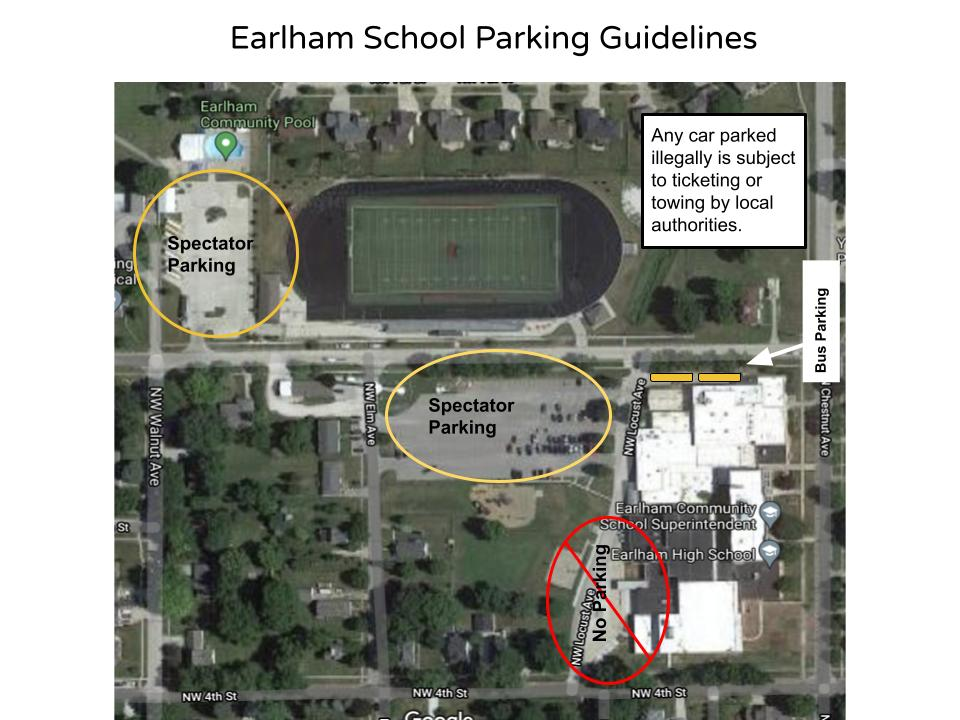 Earlham School Parking Guidelines
Earlham
Community Pool
Any car parked
illegally is subject
to ticketing or
towing by local
authorities.
Spectator
Parking
Bus Parking
Spectator
Parking
NW Walnut Ave
NW Elm Ave
NW Locust Ave
N Chestnut Ave
Earlham Community
School Superintendent
Earlham High School
St
No Parking
NW Locust Ave
NW 4th St
NW 4th St
NW 4th St
Google